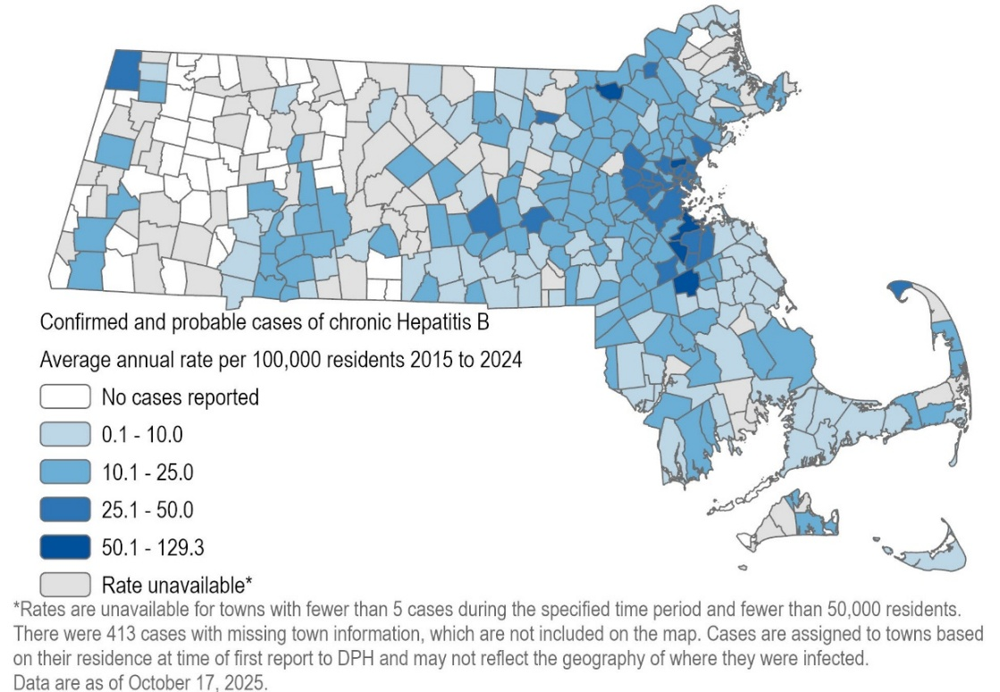 Confirmed and probable cases of chronic Hepatitis B
Average annual rate per 100,000 residents 2015 to 2024
No cases reported
0.1 - 10.0
10.1 - 25.0
25.1 - 50.0
50.1 - 129.3
Rate unavailable*
*Rates are unavailable for towns with fewer than 5 cases during the specified time period and fewer than 50,000 residents.
There were 413 cases with missing town information, which are not included on the map. Cases are assigned to towns based
on their residence at time of first report to DPH and may not reflect the geography of where they were infected.
Data are as of October 17, 2025.